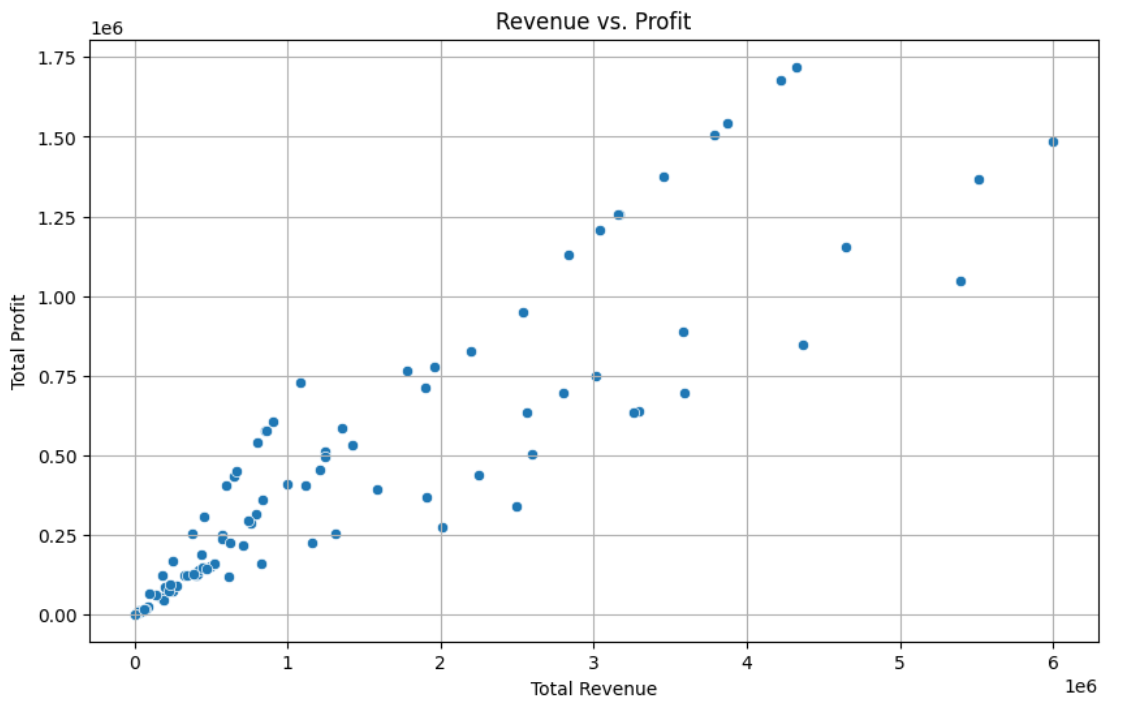 Revenue vs. Profit
1e6
1.75
1.50
1.25
1.00
0.75
0.50
0.25
0.00
Total Profit
0 1 2 3 4 5 6
1e6
Total Revenue